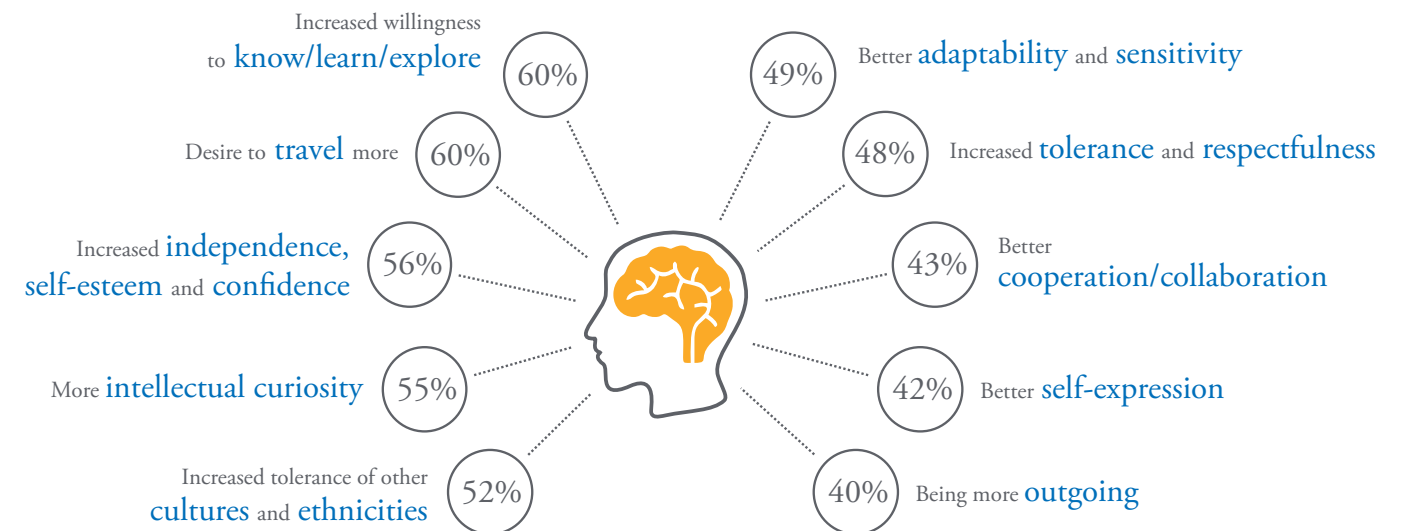 Increased willingness
to know/learn/explore
60%
Desire to travel more
60%
Increased independence,
self-esteem and confidence
56%
More intellectual curiosity
55%
Increased tolerance of other
cultures and ethnicities
52%
49%
Better adaptability and sensitivity
48%
Increased tolerance and respectfulness
43%
Better
cooperation/collaboration
42%
Better self-expression
40%
Being more outgoing